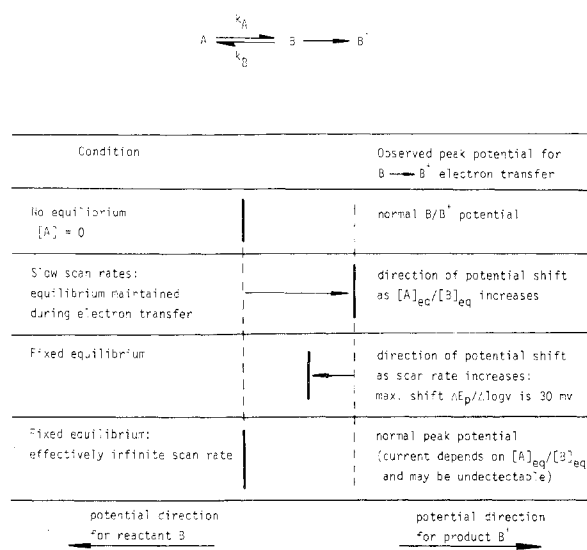 k_A
A ⇌ B → B⁺
k_B
Condition
Observed peak potential for
B → B⁺ electron transfer
No equilibrium
[A] = 0
normal B/B⁺ potential
Slow scan rates:
equilibrium maintained
during electron transfer
direction of potential shift
as [A]eq/[B]eq increases
Fixed equilibrium
direction of potential shift
as scar rate increases:
max. shift ΔEp/Δlogv is 30 mv
Fixed equilibrium:
effectively infinite scan rate
normal peak potential
(current depends on [A]eq/[B]eq
and may be undectectable)
potential direction
for reactant B
potential direction
for product B⁺